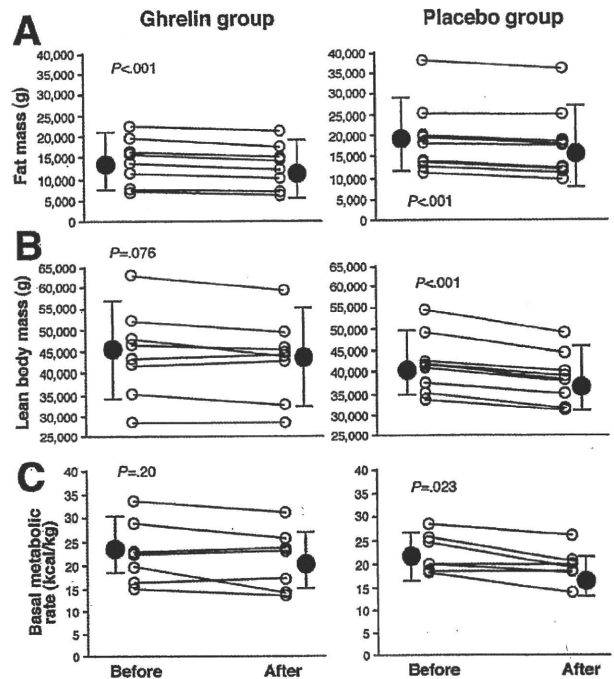 Ghrelin group
Placebo group
A
Fat mass (g)
40,000
35,000
30,000
25,000
20,000
15,000
10,000
5,000
0
P<.001
40,000
35,000
30,000
25,000
20,000
15,000
10,000
5,000
0
P<.001
B
Lean body mass (g)
65,000
60,000
55,000
50,000
45,000
40,000
35,000
30,000
25,000
P=.076
65,000
60,000
55,000
50,000
45,000
40,000
35,000
30,000
25,000
P<.001
C
Basal metabolic
rate (kcal/kg)
40
35
30
25
20
15
10
5
0
P=.20
40
35
30
25
20
15
10
5
0
P=.023
Before
After
Before
After